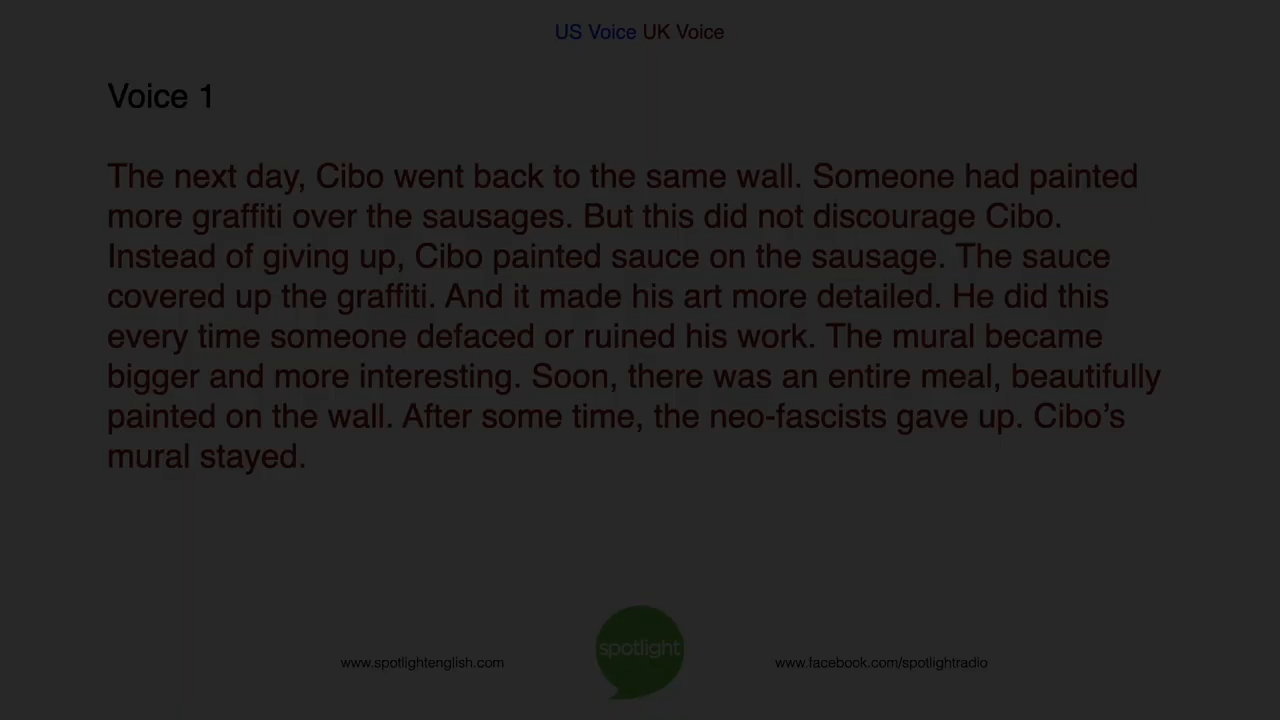 US Voice UK Voice
Voice 1
The next day, Cibo went back to the same wall. Someone had painted
more graffiti over the sausages. But this did not discourage Cibo.
Instead of giving up, Cibo painted sauce on the sausage. The sauce
covered up the graffiti. And it made his art more detailed. He did this
every time someone defaced or ruined his work. The mural became
bigger and more interesting. Soon, there was an entire meal, beautifully
painted on the wall. After some time, the neo-fascists gave up. Cibo’s
mural stayed.
spotlight
www.spotlightenglish.com
www.facebook.com/spotlightradio